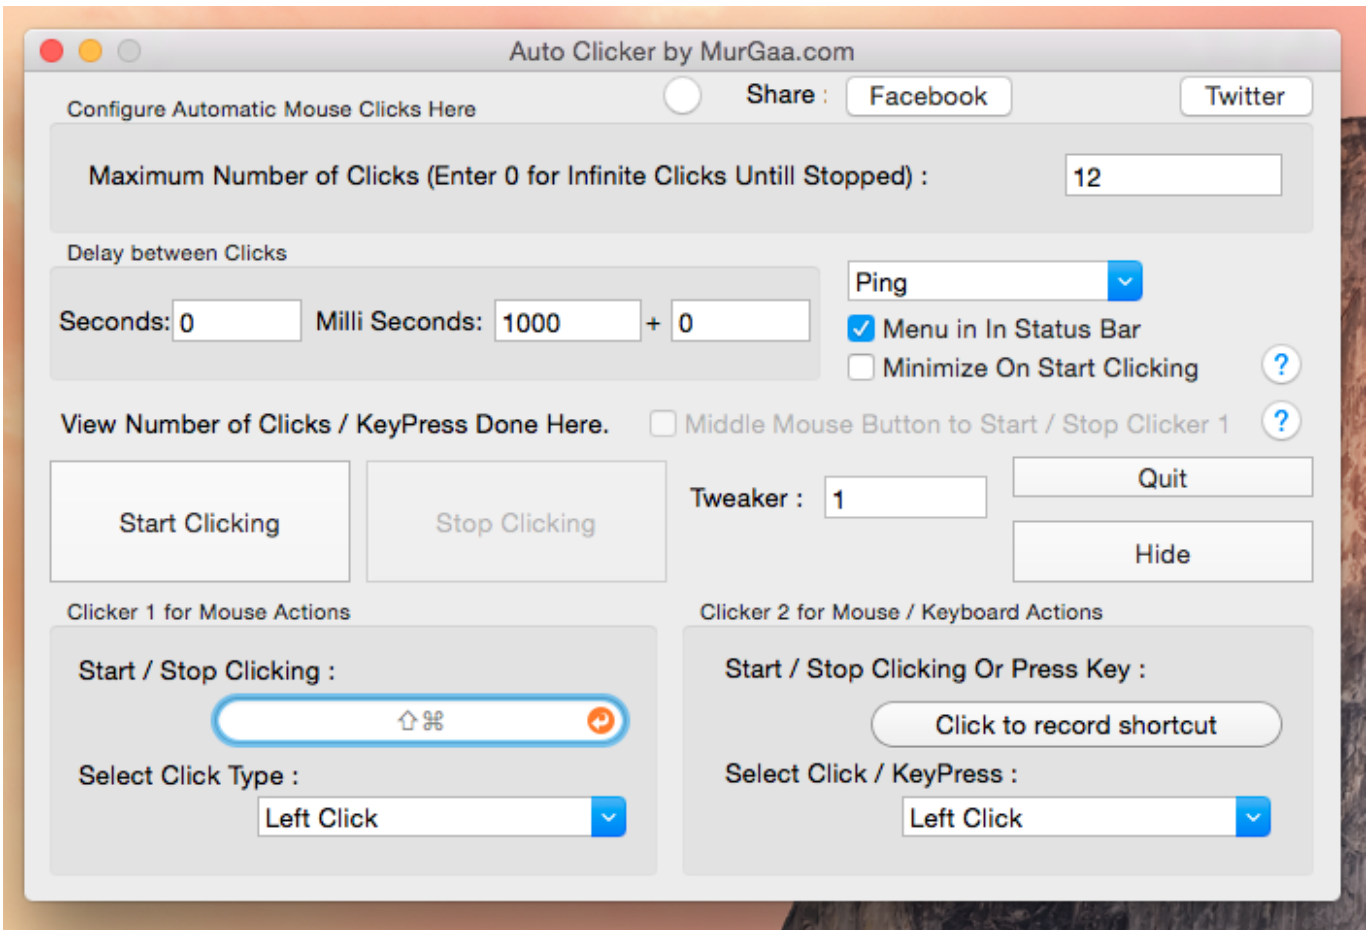 Auto Clicker by MurGaa.com
Configure Automatic Mouse Clicks Here
Share : Facebook Twitter
Maximum Number of Clicks (Enter 0 for Infinite Clicks Untill Stopped) : 12
Delay between Clicks
Ping
Seconds: 0 Milli Seconds: 1000 + 0
Menu in In Status Bar
Minimize On Start Clicking ?
View Number of Clicks / KeyPress Done Here. Middle Mouse Button to Start / Stop Clicker 1 ?
Start Clicking Stop Clicking Tweaker : 1 Quit
Hide
Clicker 1 for Mouse Actions
Start / Stop Clicking :
⇧⌘
Select Click Type :
Left Click
Clicker 2 for Mouse / Keyboard Actions
Start / Stop Clicking Or Press Key :
Click to record shortcut
Select Click / KeyPress :
Left Click